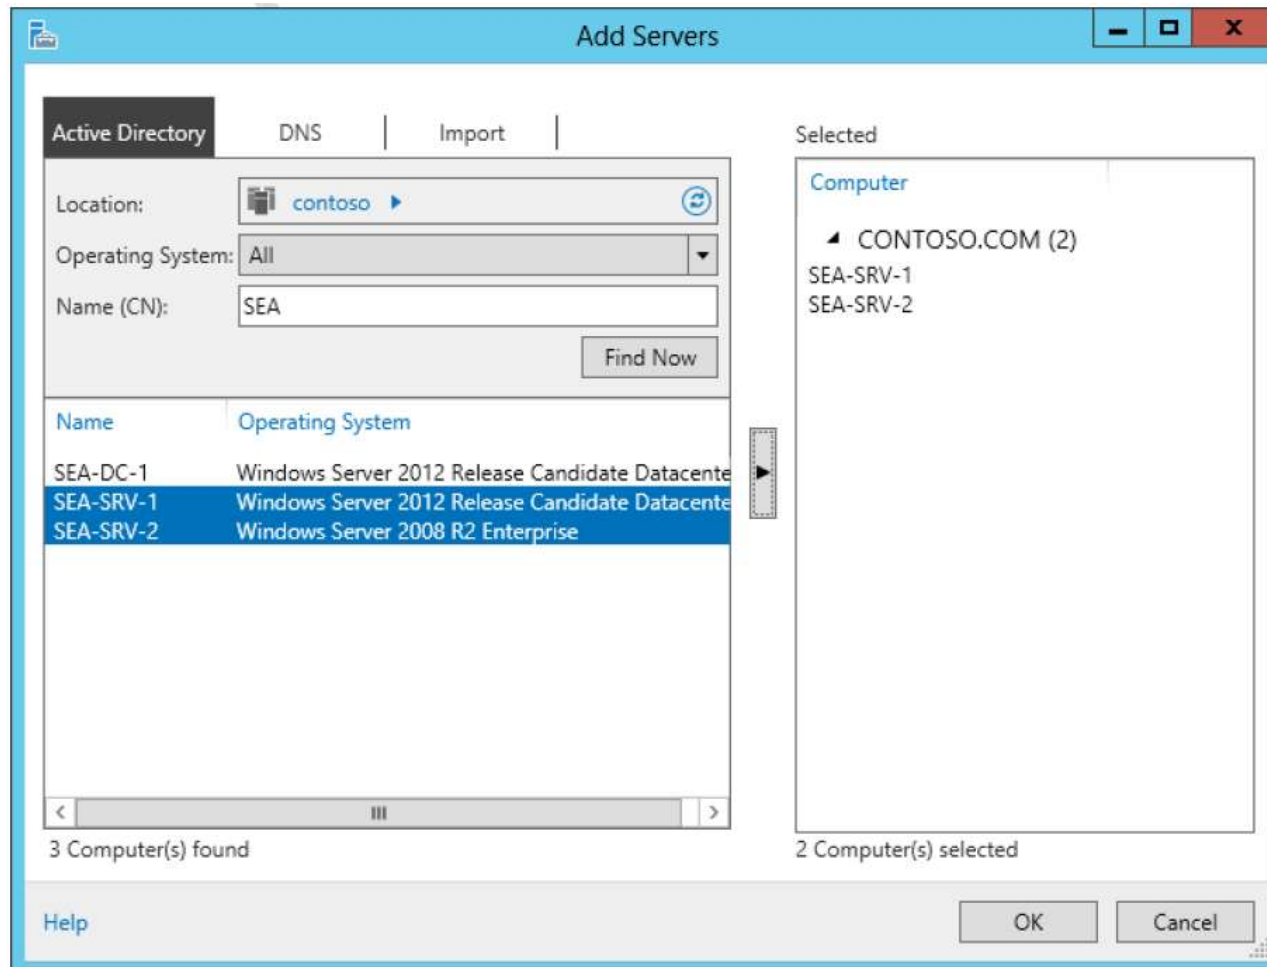 Add Servers
Active Directory
DNS
Import
Location:
contoso
Operating System:
All
Name (CN):
SEA
Find Now
Name
Operating System
SEA-DC-1
Windows Server 2012 Release Candidate Datacente
SEA-SRV-1
Windows Server 2012 Release Candidate Datacente
SEA-SRV-2
Windows Server 2008 R2 Enterprise
3 Computer(s) found
Selected
Computer
CONTOSO.COM (2)
SEA-SRV-1
SEA-SRV-2
2 Computer(s) selected
Help
OK
Cancel